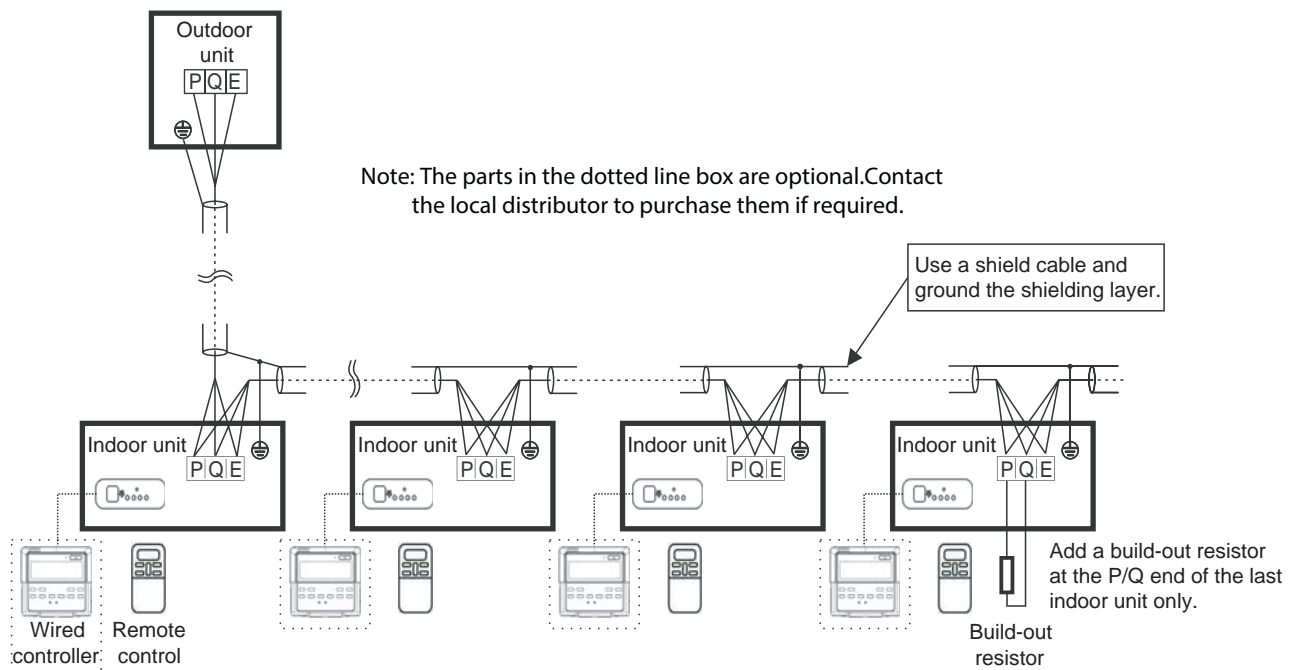 Outdoor
unit
P Q E
Note: The parts in the dotted line box are optional.Contact
the local distributor to purchase them if required.
Use a shield cable and
ground the shielding layer.
Indoor unit
P Q E
Indoor unit
P Q E
Indoor unit
P Q E
Indoor unit
P Q E
Wired
controller
Remote
control
Add a build-out resistor
at the P/Q end of the last
indoor unit only.
Build-out
resistor